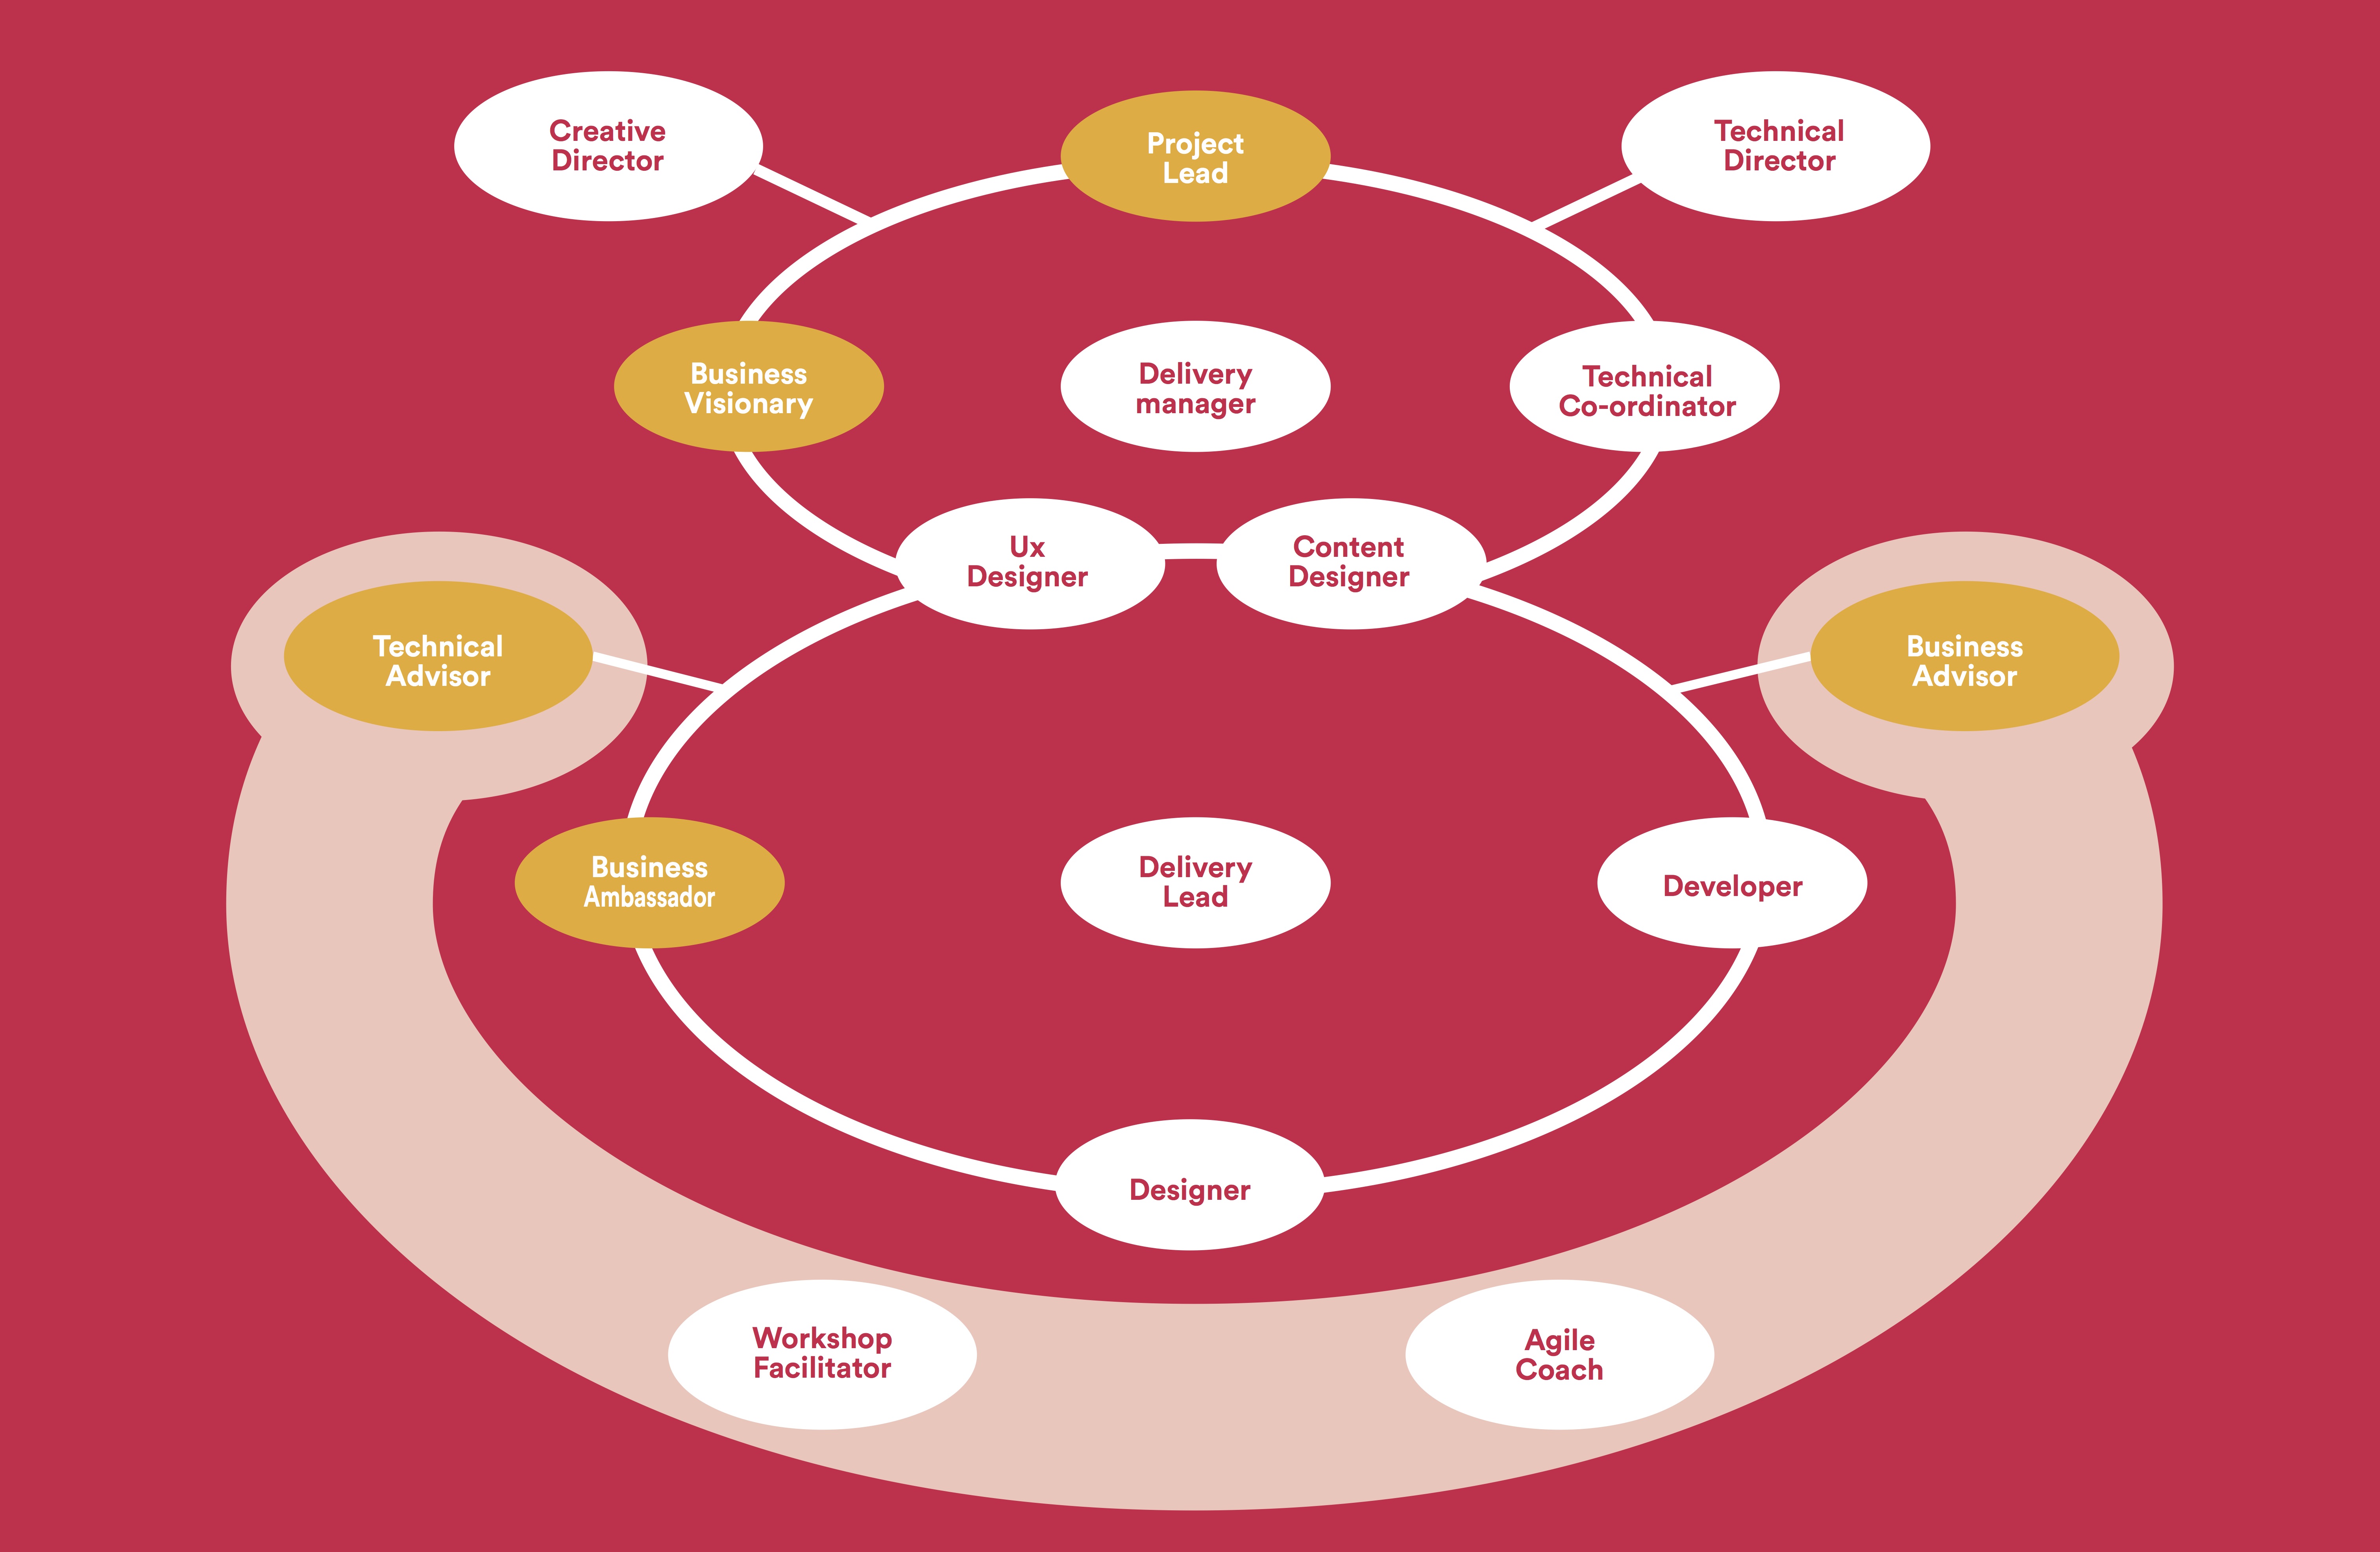 Creative
Director
Project
Lead
Technical
Director
Business
Visionary
Delivery
manager
Technical
Co-ordinator
Ux
Designer
Content
Designer
Technical
Advisor
Business
Advisor
Business
Ambassador
Delivery
Lead
Developer
Designer
Workshop
Facilitator
Agile
Coach